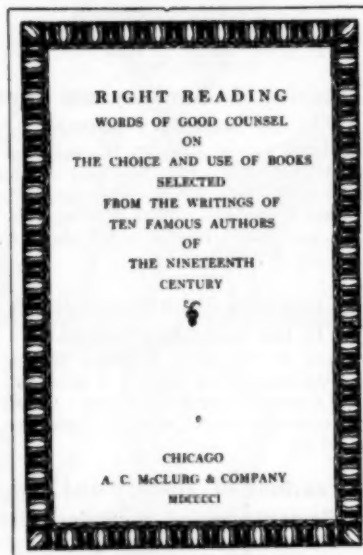 RIGHT READING
WORDS OF GOOD COUNSEL
ON
THE CHOICE AND USE OF BOOKS
SELECTED
FROM THE WRITINGS OF
TEN FAMOUS AUTHORS
OF
THE NINETEENTH
CENTURY
CHICAGO
A. C. McCLURG & COMPANY
MDCCCCI